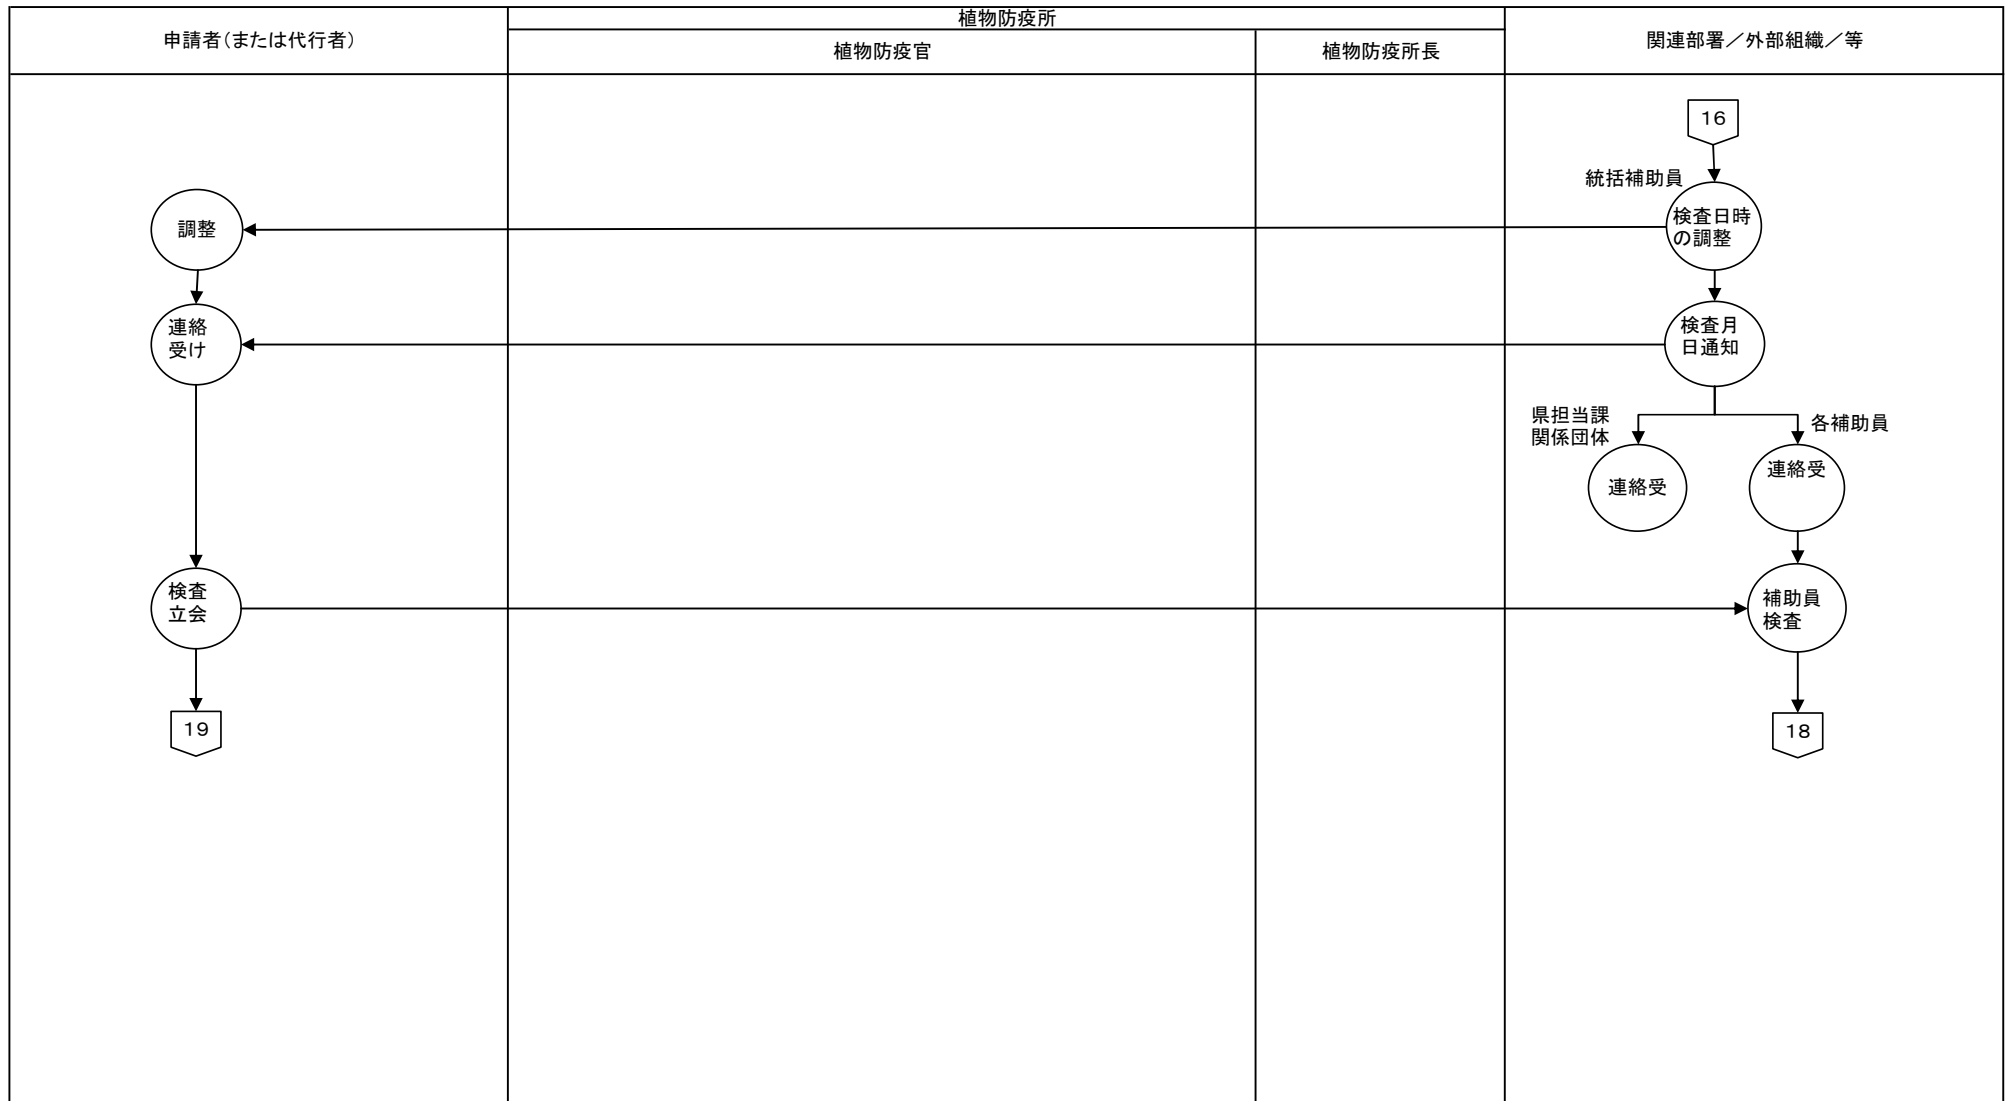 植物防疫所
申請者(または代行者)
植物防疫官
植物防疫所長
関連部署／外部組織／等
16
統括補助員
検査日時
の調整
調整
連絡
受け
検査月
日通知
県担当課
関係団体
各補助員
連絡受
連絡受
検査
立会
補助員
検査
19
18